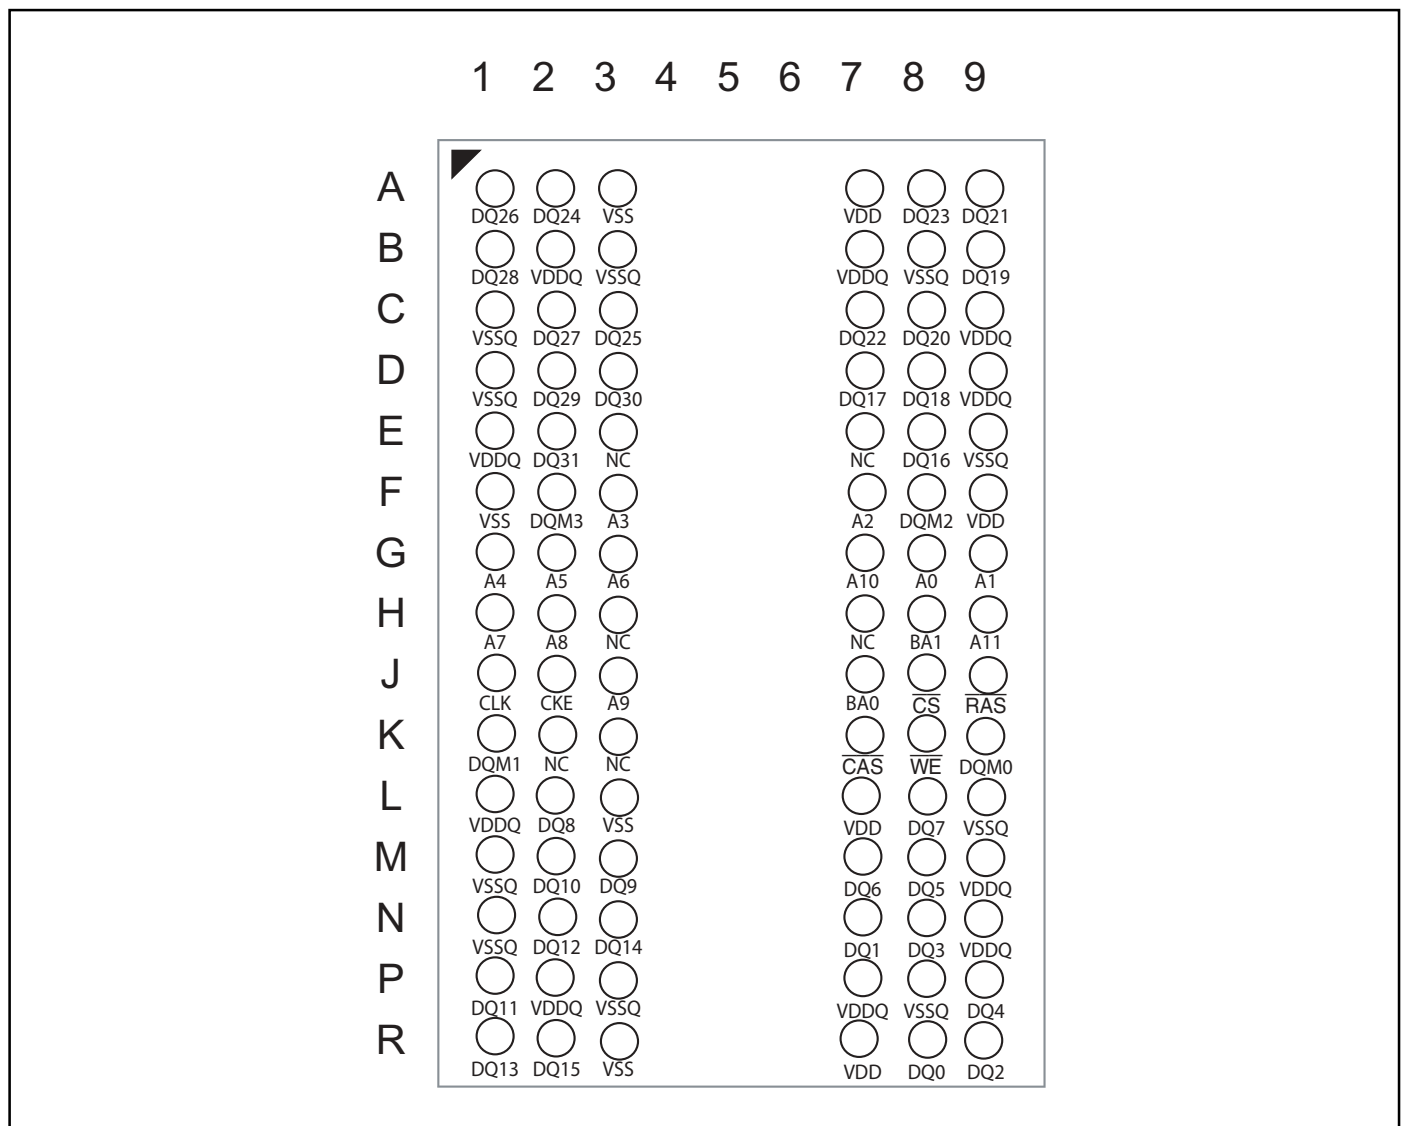 1 2 3 4 5 6 7 8 9
A
DQ26 DQ24 VSS VDD DQ23 DQ21
B
DQ28 VDDQ VSSQ VDDQ VSSQ DQ19
C
VSSQ DQ27 DQ25 DQ22 DQ20 VDDQ
D
VSSQ DQ29 DQ30 DQ17 DQ18 VDDQ
E
VDDQ DQ31 NC NC DQ16 VSSQ
F
VSS DQM3 A3 A2 DQM2 VDD
G
A4 A5 A6 A10 A0 A1
H
A7 A8 NC NC BA1 A11
J
CLK CKE A9 BA0 C̅S̅ R̅A̅S̅
K
DQM1 NC NC C̅A̅S̅ W̅E̅ DQM0
L
VDDQ DQ8 VSS VDD DQ7 VSSQ
M
VSSQ DQ10 DQ9 DQ6 DQ5 VDDQ
N
VSSQ DQ12 DQ14 DQ1 DQ3 VDDQ
P
DQ11 VDDQ VSSQ VDDQ VSSQ DQ4
R
DQ13 DQ15 VSS VDD DQ0 DQ2